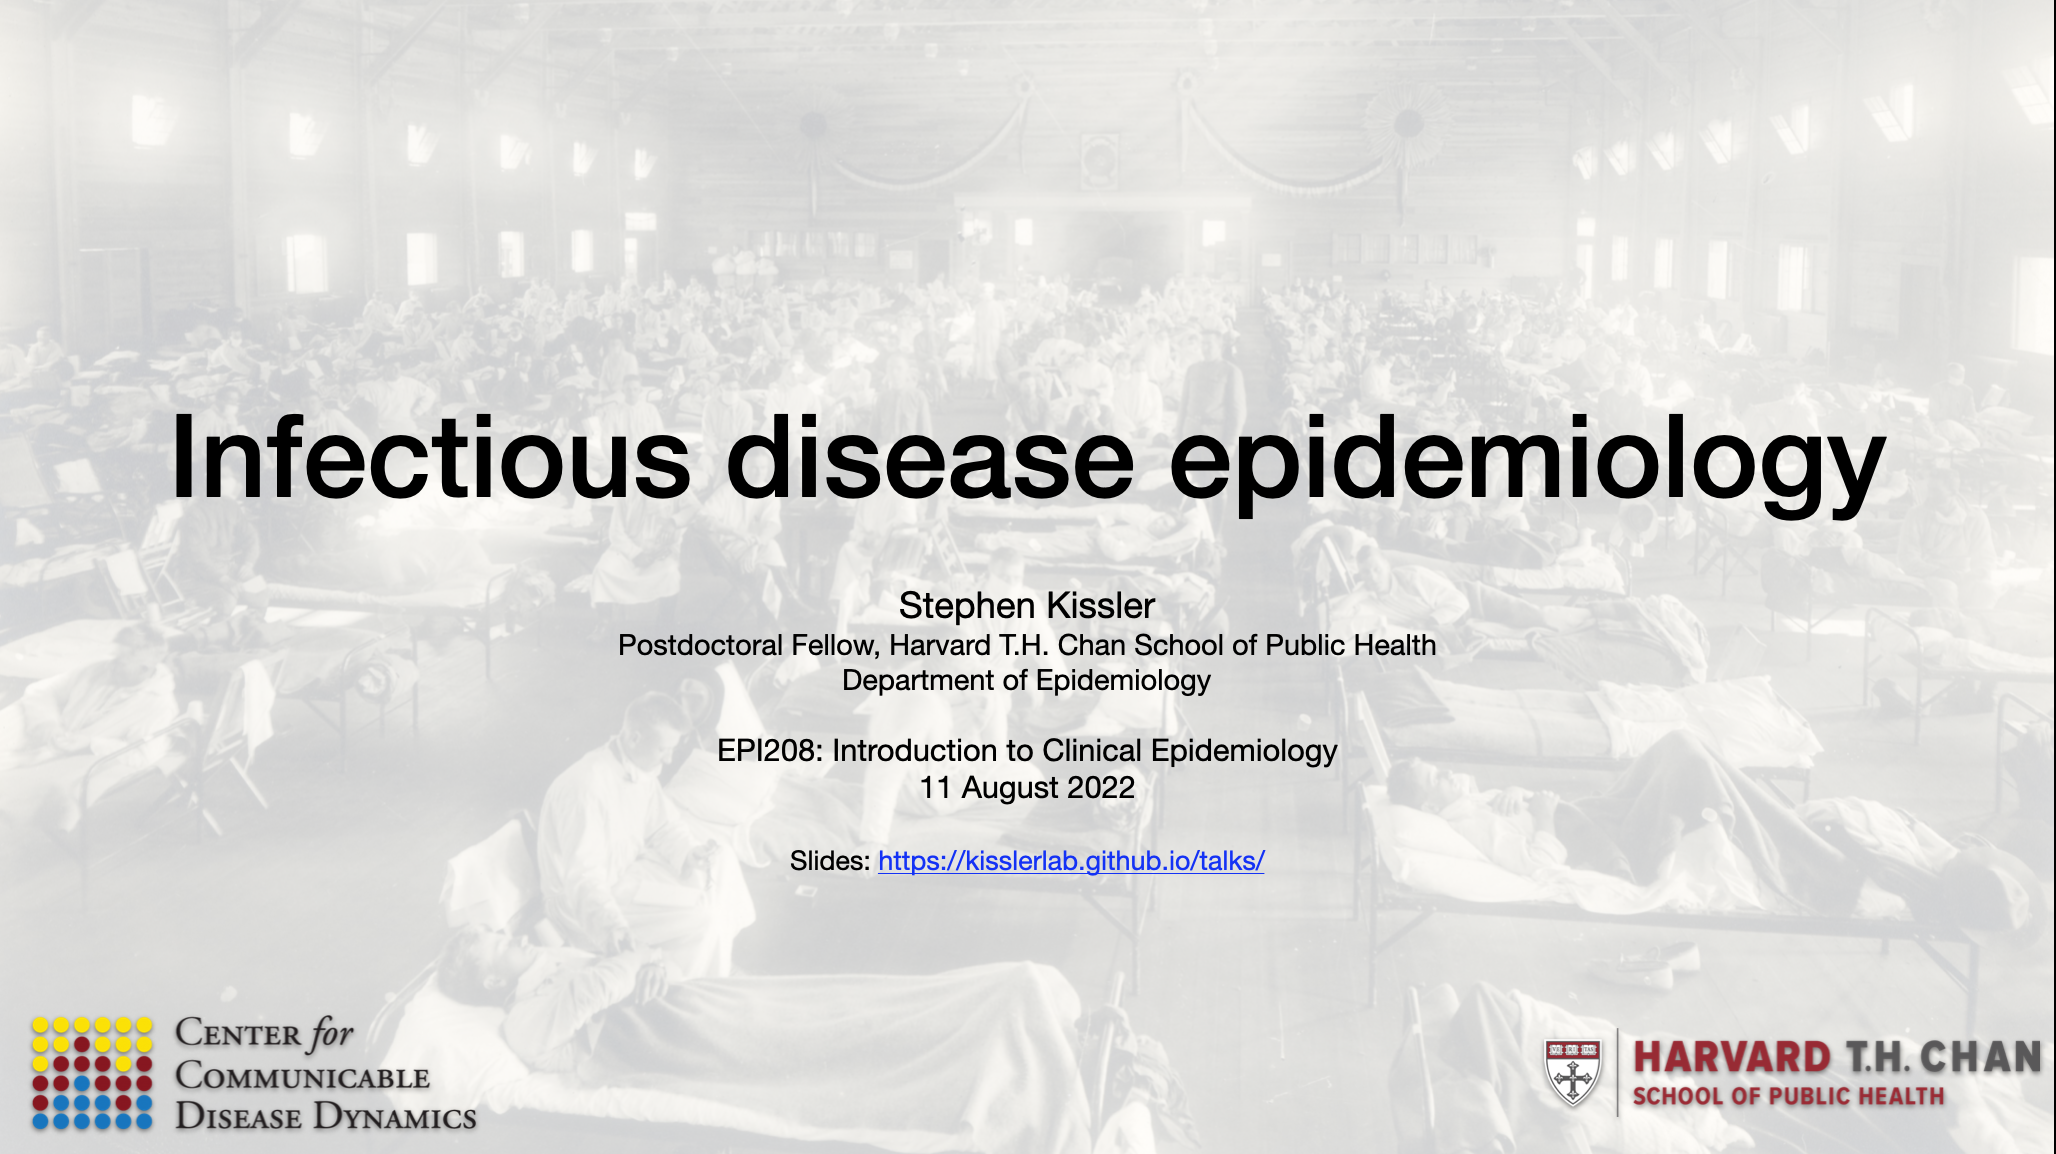 Infectious disease epidemiology
Stephen Kissler
Postdoctoral Fellow, Harvard T.H. Chan School of Public Health
Department of Epidemiology
EPI208: Introduction to Clinical Epidemiology
11 August 2022
Slides: https://kisslerlab.github.io/talks/
CENTER for
COMMUNICABLE
DISEASE DYNAMICS
HARVARD T.H. CHAN
SCHOOL OF PUBLIC HEALTH